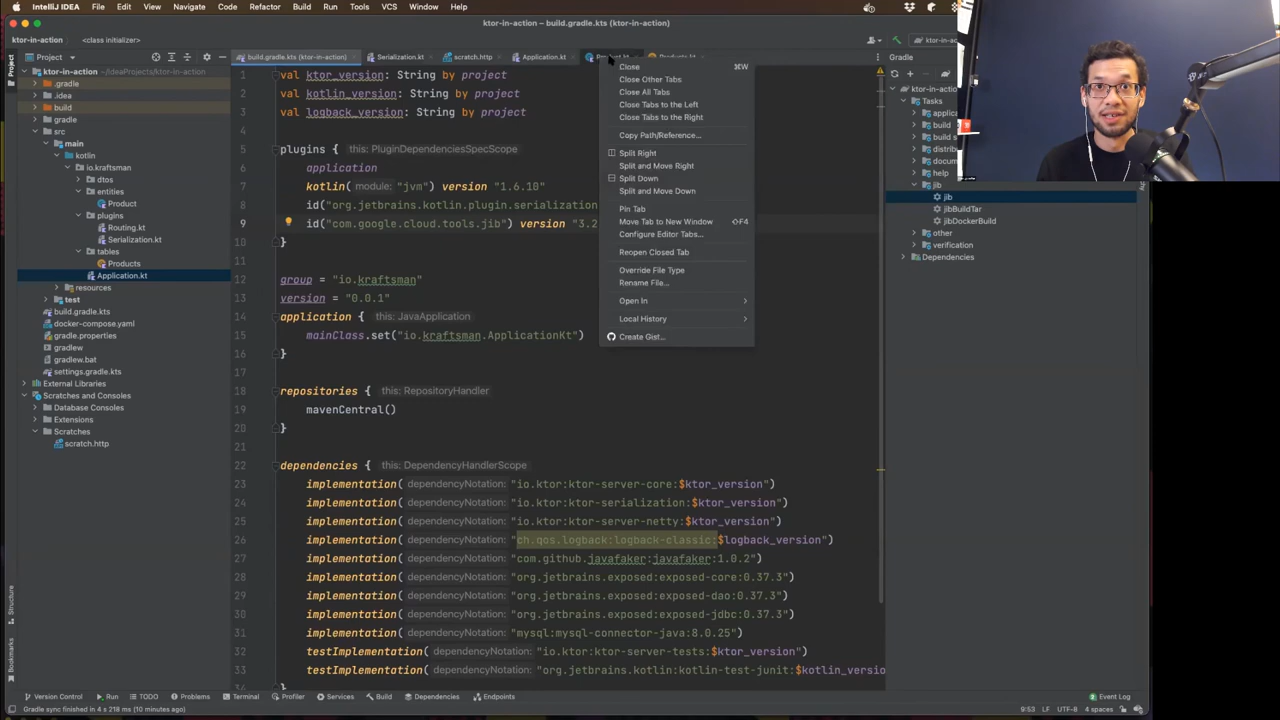 IntelliJ IDEA File Edit View Navigate Code Refactor Build Run Tools VCS Window Help
ktor-in-action – build.gradle.kts (ktor-in-action)
ktor-in-action <class initializer>
Project
build.gradle.kts (ktor-in-action) Serialization.kt scratch.http Application.kt
Gradle
ktor-in-action ~/IdeaProjects/ktor-in-action
.gradle
.idea
build
gradle
src
main
kotlin
io.kraftsman
dtos
entities
Product
plugins
Routing.kt
Serialization.kt
tables
Products
Application.kt
resources
test
build.gradle.kts
docker-compose.yaml
gradle.properties
gradlew
gradlew.bat
settings.gradle.kts
External Libraries
Scratches and Consoles
Database Consoles
Extensions
Scratches
scratch.http
Project
Structure
Bookmarks
1 val ktor_version: String by project
2 val kotlin_version: String by project
3 val logback_version: String by project
4
5 plugins { this: PluginDependenciesSpecScope
6 application
7 kotlin( module: "jvm") version "1.6.10"
8 id("org.jetbrains.kotlin.plugin.serialization
9 id("com.google.cloud.tools.jib") version "3.2
10 }
11
12 group = "io.kraftsman"
13 version = "0.0.1"
14 application { this: JavaApplication
15 mainClass.set("io.kraftsman.ApplicationKt")
16 }
17
18 repositories { this: RepositoryHandler
19 mavenCentral()
20 }
21
22 dependencies { this: DependencyHandlerScope
23 implementation( dependencyNotation: "io.ktor:ktor-server-core:$ktor_version")
24 implementation( dependencyNotation: "io.ktor:ktor-serialization:$ktor_version")
25 implementation( dependencyNotation: "io.ktor:ktor-server-netty:$ktor_version")
26 implementation( dependencyNotation: "ch.qos.logback:logback-classic:$logback_version")
27 implementation( dependencyNotation: "com.github.javafaker:javafaker:1.0.2")
28 implementation( dependencyNotation: "org.jetbrains.exposed:exposed-core:0.37.3")
29 implementation( dependencyNotation: "org.jetbrains.exposed:exposed-dao:0.37.3")
30 implementation( dependencyNotation: "org.jetbrains.exposed:exposed-jdbc:0.37.3")
31 implementation( dependencyNotation: "mysql:mysql-connector-java:8.0.25")
32 testImplementation( dependencyNotation: "io.ktor:ktor-server-tests:$ktor_version")
33 testImplementation( dependencyNotation: "org.jetbrains.kotlin:kotlin-test-junit:$kotlin_versio
34 }
Close ⌘W
Close Other Tabs
Close All Tabs
Close Tabs to the Left
Close Tabs to the Right
Copy Path/Reference...
Split Right
Split and Move Right
Split Down
Split and Move Down
Pin Tab
Move Tab to New Window ⇧F4
Configure Editor Tabs...
Reopen Closed Tab
Override File Type
Rename File...
Open In
Local History
Create Gist...
ktor-in-action
Tasks
build
help
jib
jib
jibBuildTar
jibDockerBuild
other
verification
Dependencies
Version Control Run TODO Problems Terminal Profiler Services Build Dependencies Endpoints Event Log
Gradle sync finished in 4 s 218 ms (10 minutes ago) 9:53 LF UTF-8 4 spaces